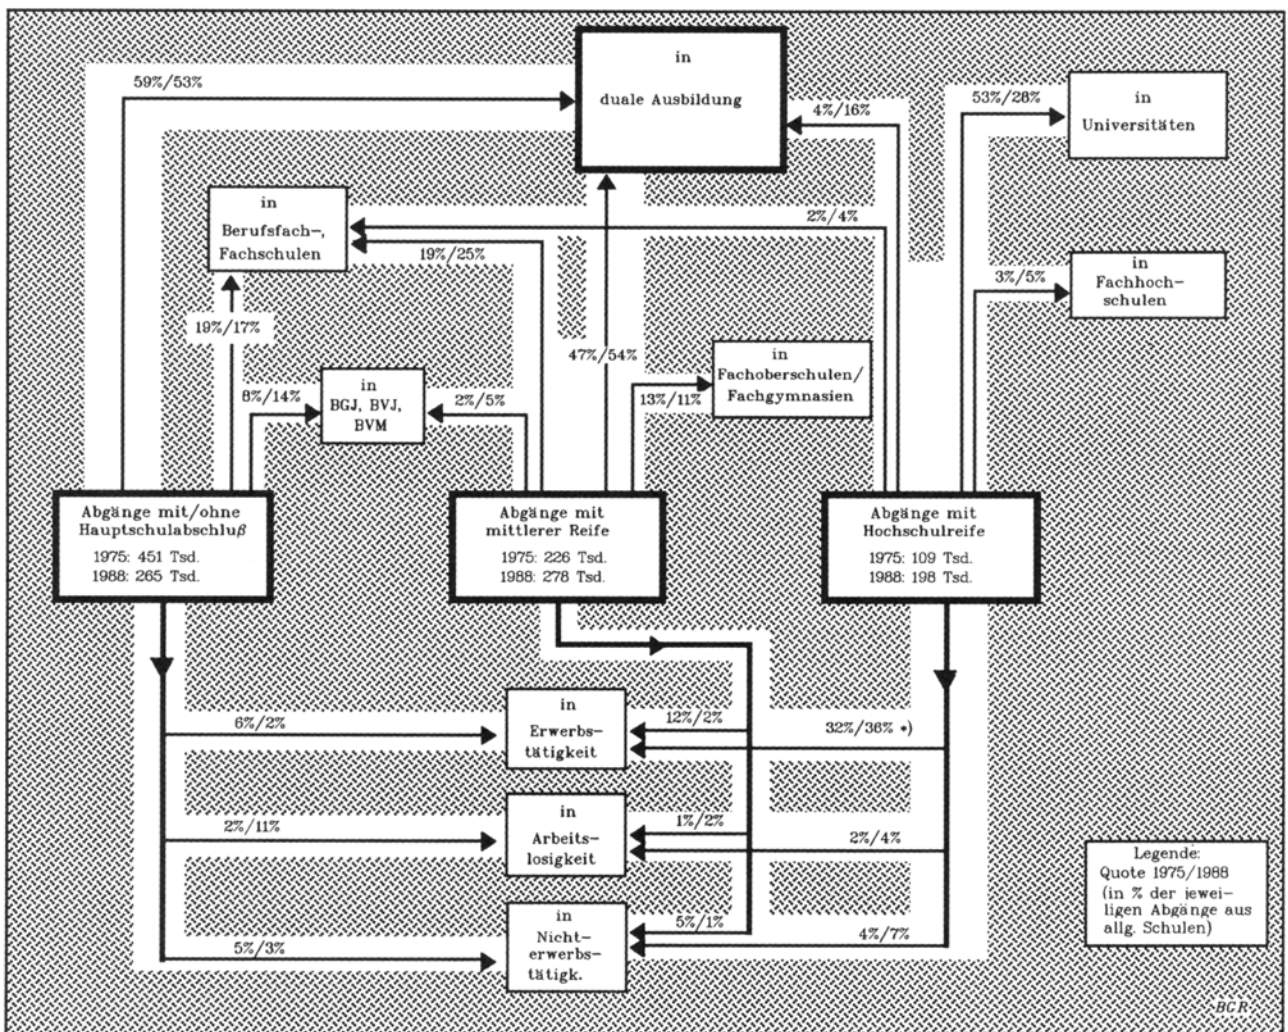 in
duale Ausbildung
59%/53%
4%/16%
53%/28%
in
Universitäten
in
Berufsfach-,
Fachschulen
2%/4%
19%/25%
3%/5%
in
Fachhoch-
schulen
19%/17%
47%/54%
in
Fachoberschulen/
Fachgymnasien
8%/14%
in
BGJ, BVJ,
BVM
2%/5%
13%/11%
Abgänge mit/ohne
Hauptschulabschluß
1975: 451 Tsd.
1988: 265 Tsd.
Abgänge mit
mittlerer Reife
1975: 226 Tsd.
1988: 278 Tsd.
Abgänge mit
Hochschulreife
1975: 109 Tsd.
1988: 198 Tsd.
6%/2%
in
Erwerbs-
tätigkeit
12%/2%
32%/36% *)
2%/11%
in
Arbeits-
losigkeit
1%/2%
2%/4%
5%/3%
in
Nicht-
erwerbs-
tätigk.
5%/1%
4%/7%
Legende:
Quote 1975/1988
(in % der jewei-
ligen Abgänge aus
allg. Schulen)
BCR